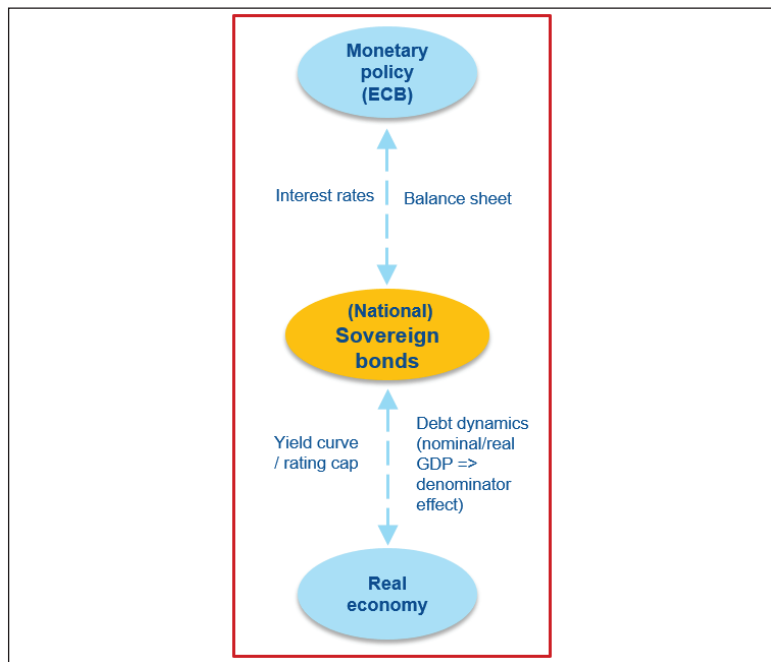 Monetary
policy
(ECB)
Interest rates
Balance sheet
(National)
Sovereign
bonds
Yield curve
/ rating cap
Debt dynamics
(nominal/real
GDP =>
denominator
effect)
Real
economy